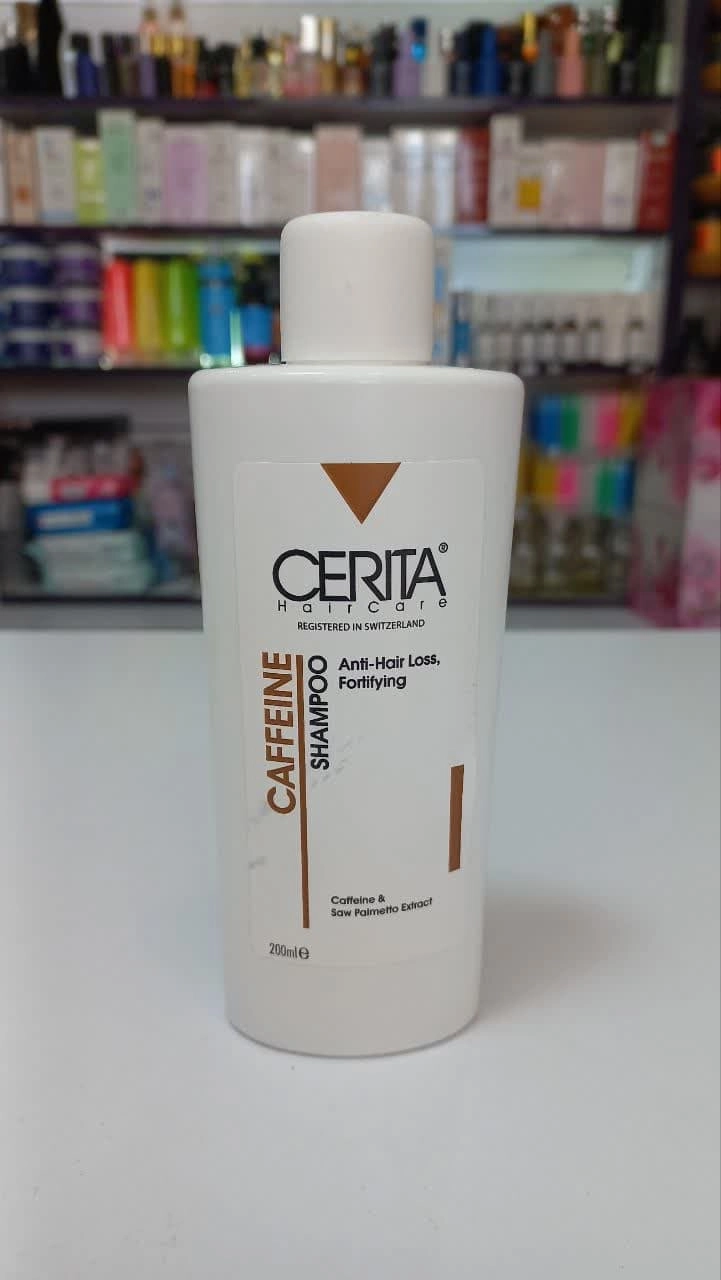 CERITA®
HairCare
REGISTERED IN SWITZERLAND
CAFFEINE
SHAMPOO
Anti-Hair Loss,
Fortifying
Caffeine &
Saw Palmetto Extract
200ml℮